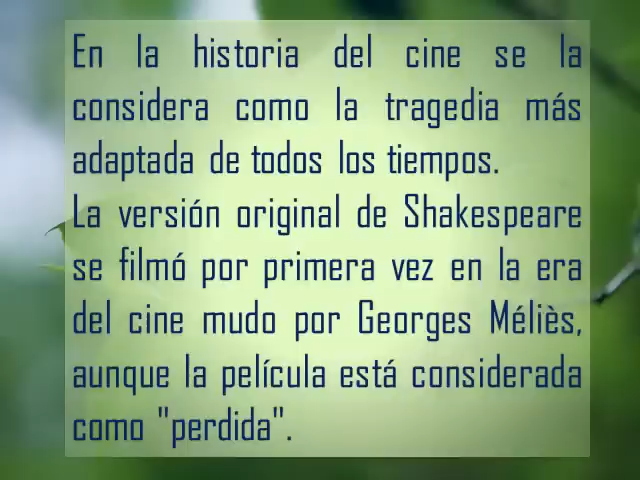 En la historia del cine se la
considera como la tragedia más
adaptada de todos los tiempos.
La versión original de Shakespeare
se filmó por primera vez en la era
del cine mudo por Georges Méliès,
aunque la película está considerada
como "perdida".